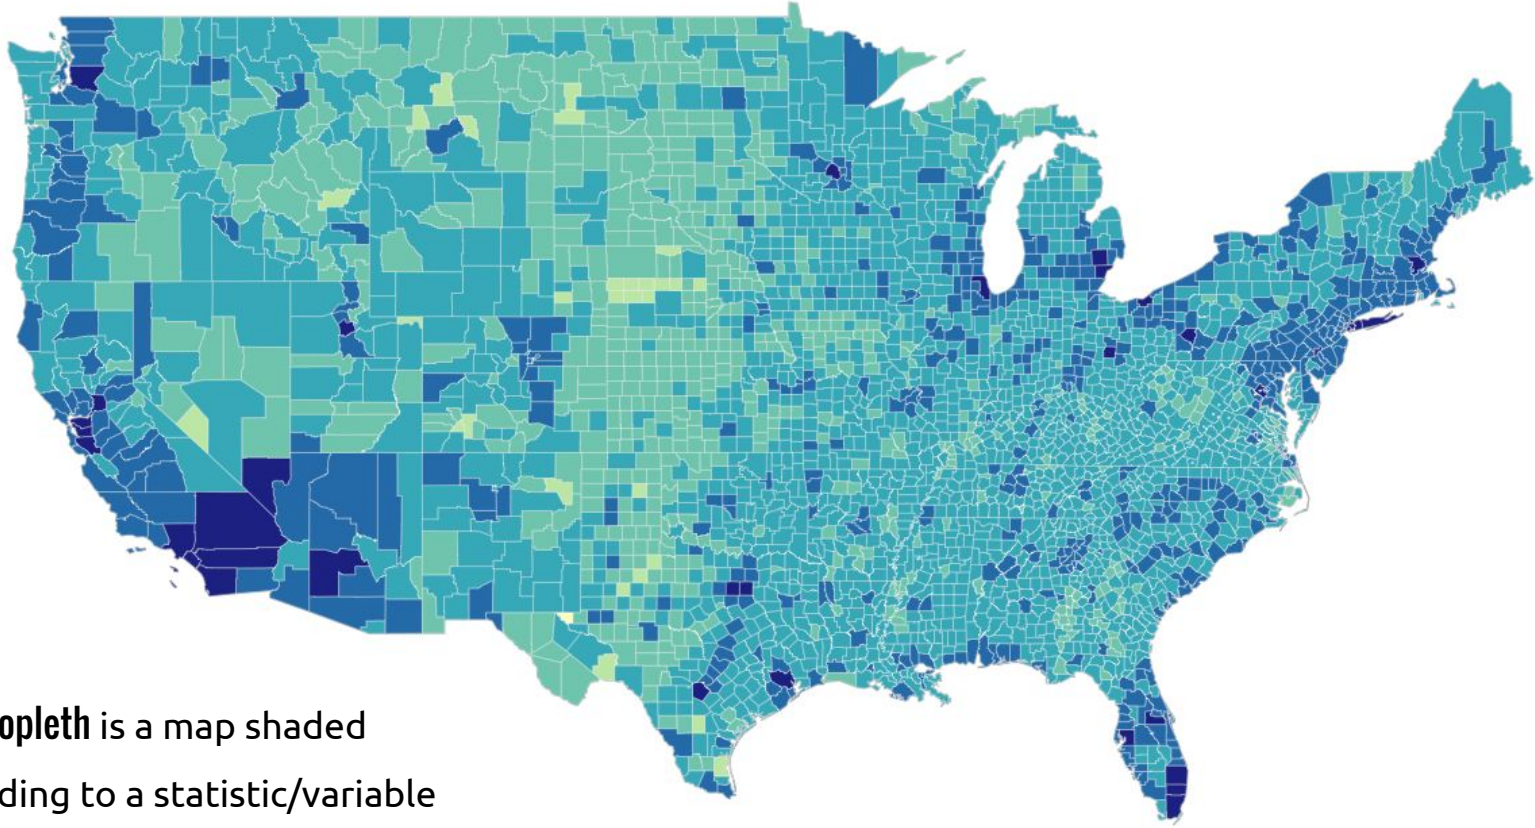 opleth is a map shaded
ding to a statistic/variable